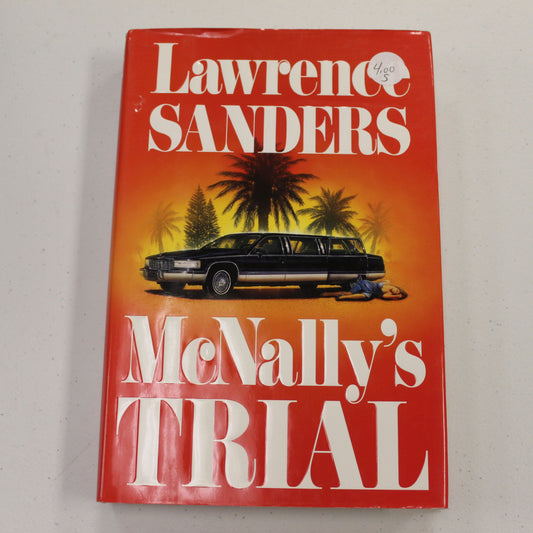 Lawrence
SANDERS
4.00
S
McNally's
TRIAL